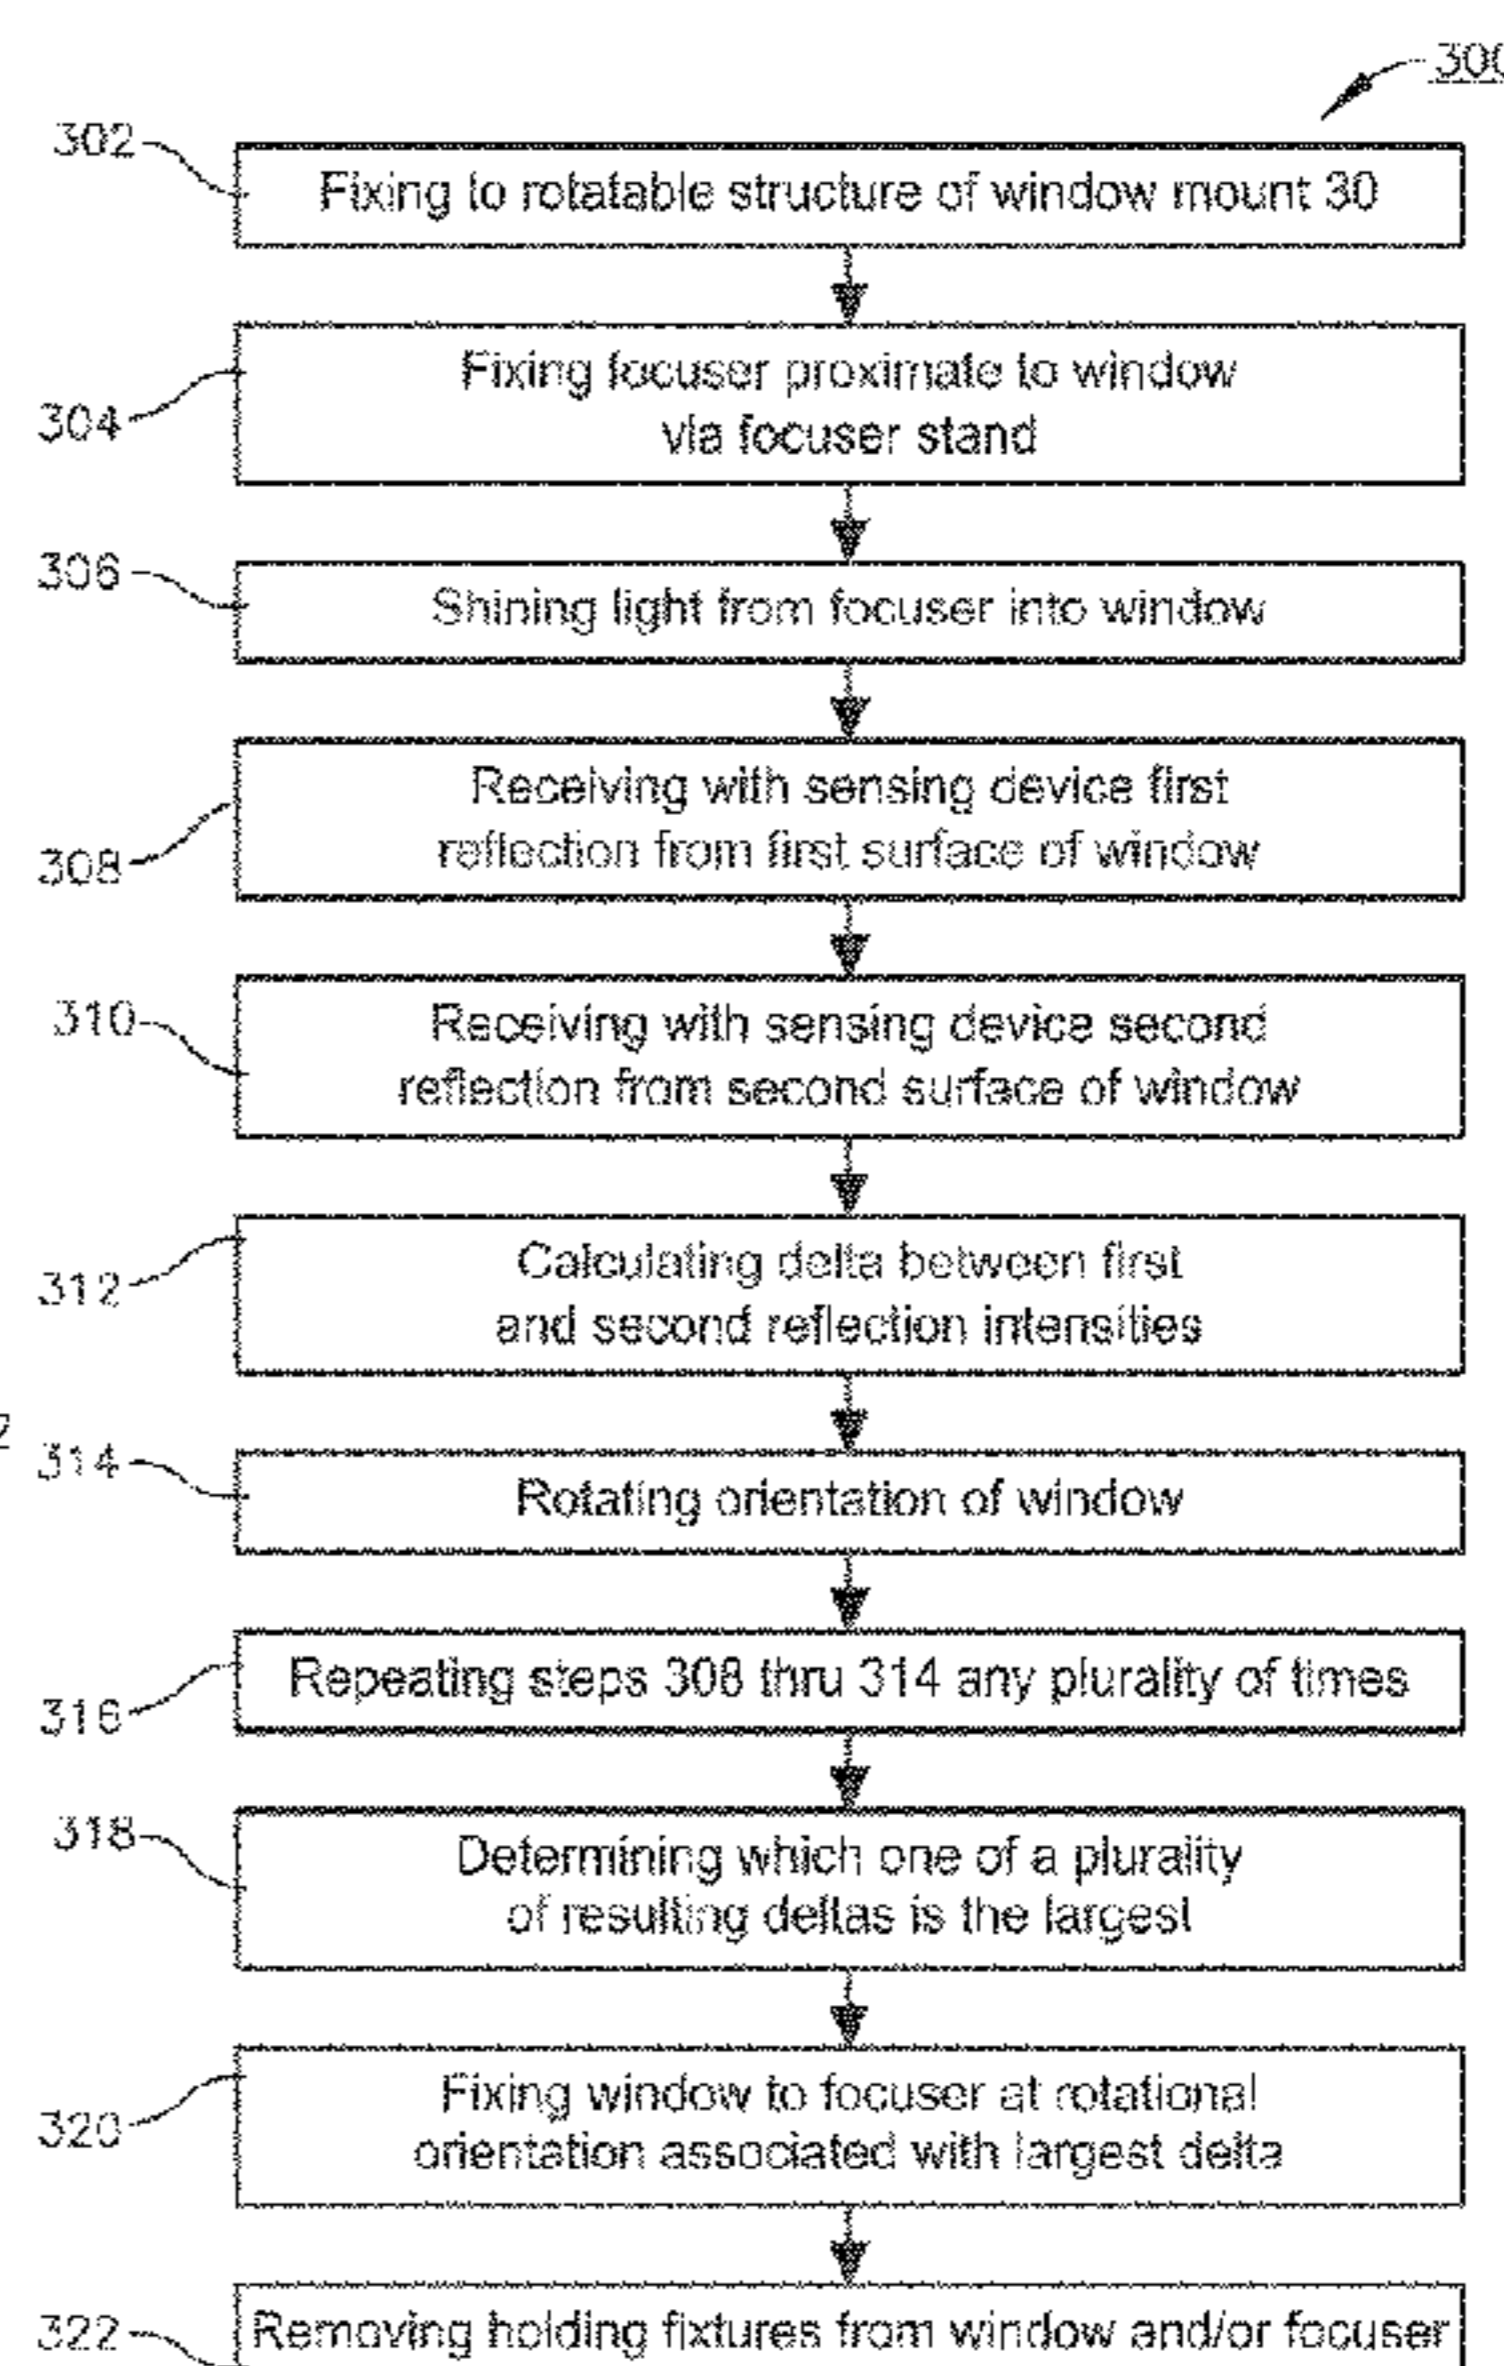 300
302
Fixing to rotatable structure of window mount 30
304
Fixing focuser proximate to window
via focuser stand
306
Shining light from focuser into window
308
Receiving with sensing device first
reflection from first surface of window
310
Receiving with sensing device second
reflection from second surface of window
312
Calculating delta between first
and second reflection intensities
314
Rotating orientation of window
316
Repeating steps 308 thru 314 any plurality of times
318
Determining which one of a plurality
of resulting deltas is the largest
320
Fixing window to focuser at rotational
orientation associated with largest delta
322
Removing holding fixtures from window and/or focuser